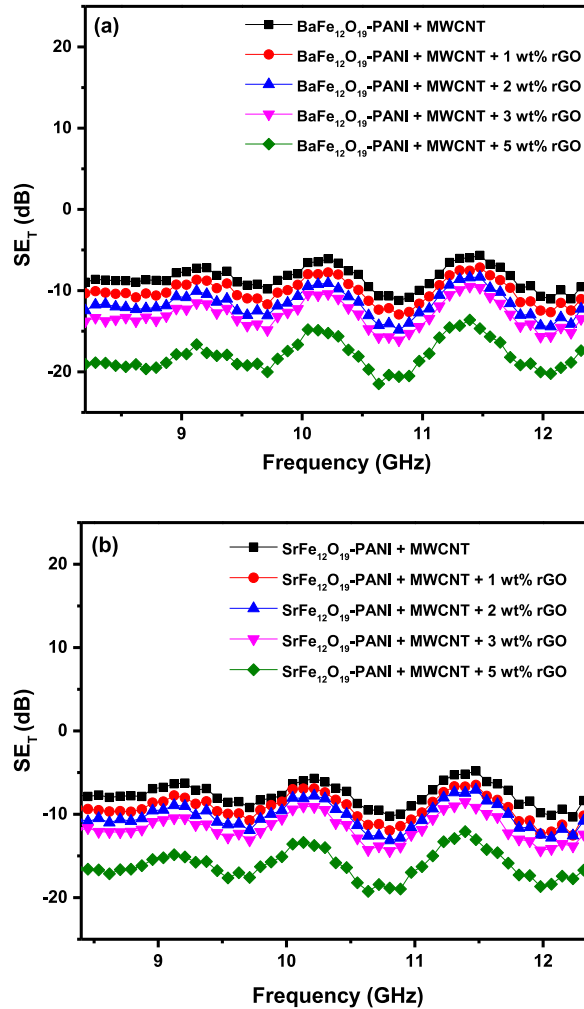 (a)
BaFe₁₂O₁₉-PANI + MWCNT
BaFe₁₂O₁₉-PANI + MWCNT + 1 wt% rGO
BaFe₁₂O₁₉-PANI + MWCNT + 2 wt% rGO
BaFe₁₂O₁₉-PANI + MWCNT + 3 wt% rGO
BaFe₁₂O₁₉-PANI + MWCNT + 5 wt% rGO
20
10
0
-10
-20
SE_T (dB)
9 10 11 12
Frequency (GHz)
(b)
SrFe₁₂O₁₉-PANI + MWCNT
SrFe₁₂O₁₉-PANI + MWCNT + 1 wt% rGO
SrFe₁₂O₁₉-PANI + MWCNT + 2 wt% rGO
SrFe₁₂O₁₉-PANI + MWCNT + 3 wt% rGO
SrFe₁₂O₁₉-PANI + MWCNT + 5 wt% rGO
20
10
0
-10
-20
SE_T (dB)
9 10 11 12
Frequency (GHz)